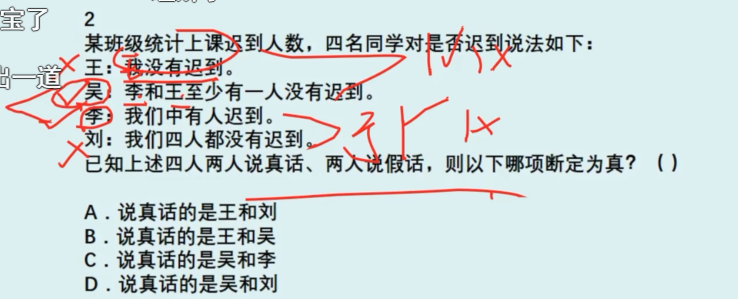 宝了
2
某班级统计上课迟到人数，四名同学对是否迟到说法如下：
王：我没有迟到。
出一道
吴：李和王至少有一人没有迟到。
李：我们中有人迟到。
刘：我们四人都没有迟到。
已知上述四人两人说真话、两人说假话，则以下哪项断定为真？（ ）
A．说真话的是王和刘
B．说真话的是王和吴
C．说真话的是吴和李
D．说真话的是吴和刘